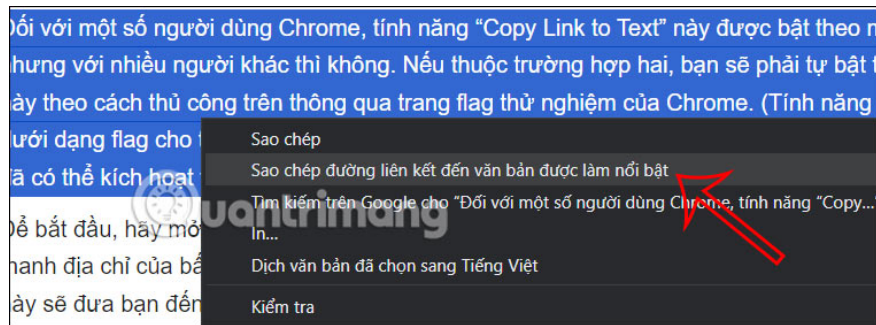 Đối với một số người dùng Chrome, tính năng “Copy Link to Text” này được bật theo
nhưng với nhiều người khác thì không. Nếu thuộc trường hợp hai, bạn sẽ phải tự bật
này theo cách thủ công trên thông qua trang flag thử nghiệm của Chrome. (Tính năng
dưới dạng flag cho
Sao chép
đã có thể kích hoạt
Sao chép đường liên kết đến văn bản được làm nổi bật
Tìm kiếm trên Google cho "Đối với một số người dùng Chrome, tính năng “Copy..."
uantrimang
Để bắt đầu, hãy mở
In...
thanh địa chỉ của
Dịch văn bản đã chọn sang Tiếng Việt
này sẽ đưa bạn đến
Kiểm tra